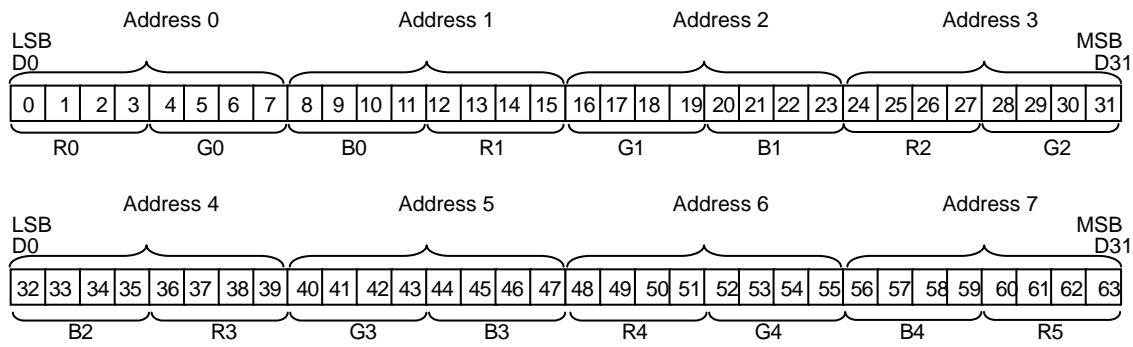 Address 0 Address 1 Address 2 Address 3
LSB MSB
D0 D31
0 1 2 3 4 5 6 7 8 9 10 11 12 13 14 15 16 17 18 19 20 21 22 23 24 25 26 27 28 29 30 31
R0 G0 B0 R1 G1 B1 R2 G2
Address 4 Address 5 Address 6 Address 7
LSB MSB
D0 D31
32 33 34 35 36 37 38 39 40 41 42 43 44 45 46 47 48 49 50 51 52 53 54 55 56 57 58 59 60 61 62 63
B2 R3 G3 B3 R4 G4 B4 R5